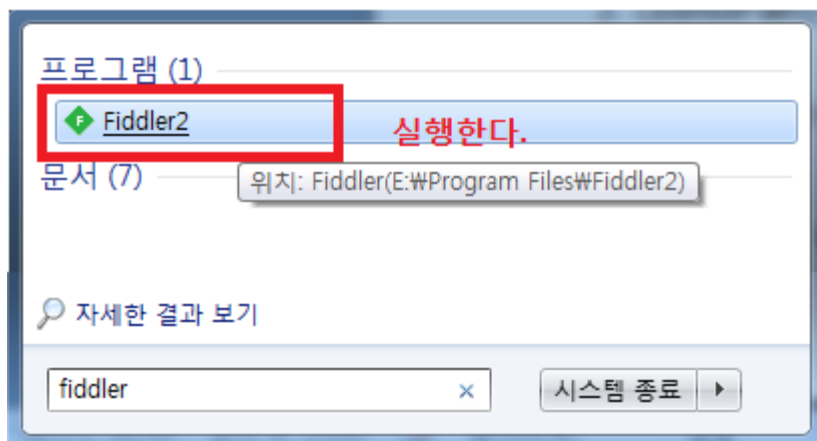 프로그램 (1)
Fiddler2
실행한다.
문서 (7)
위치: Fiddler(E:₩Program Files₩Fiddler2)
자세한 결과 보기
fiddler
시스템 종료